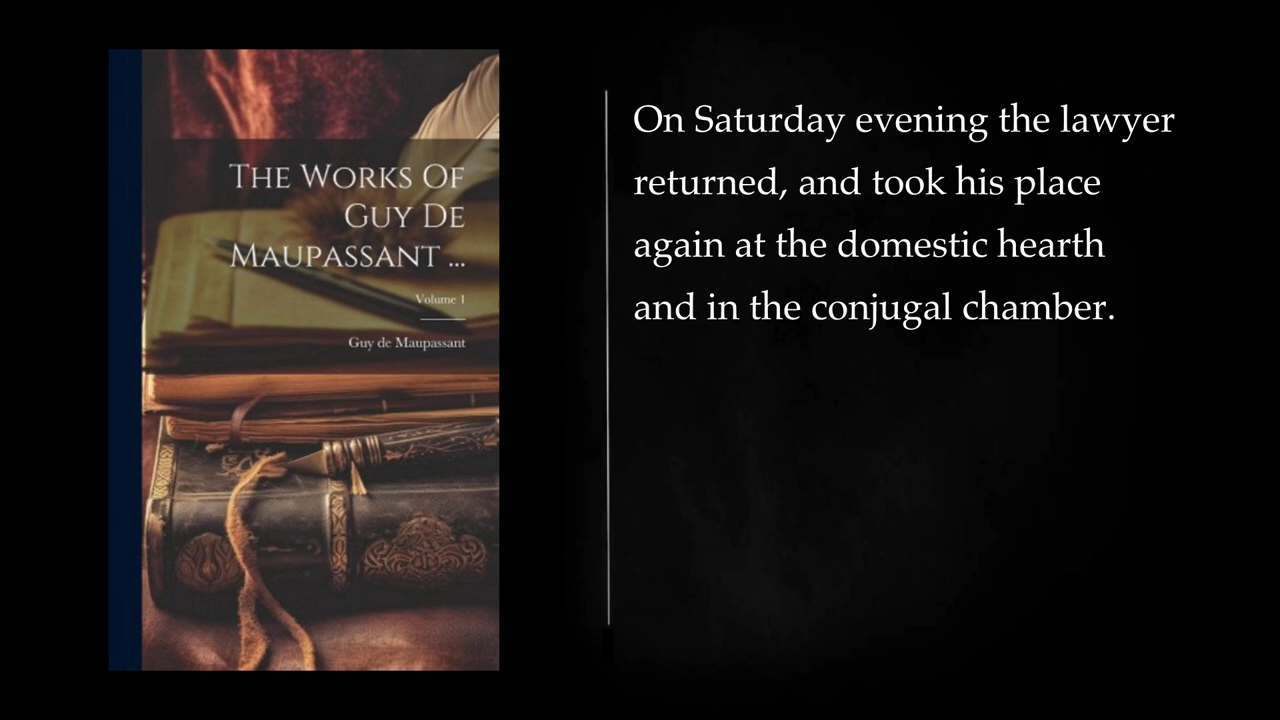 The Works Of
Guy De
Maupassant ...
Volume 1
Guy de Maupassant
On Saturday evening the lawyer
returned, and took his place
again at the domestic hearth
and in the conjugal chamber.